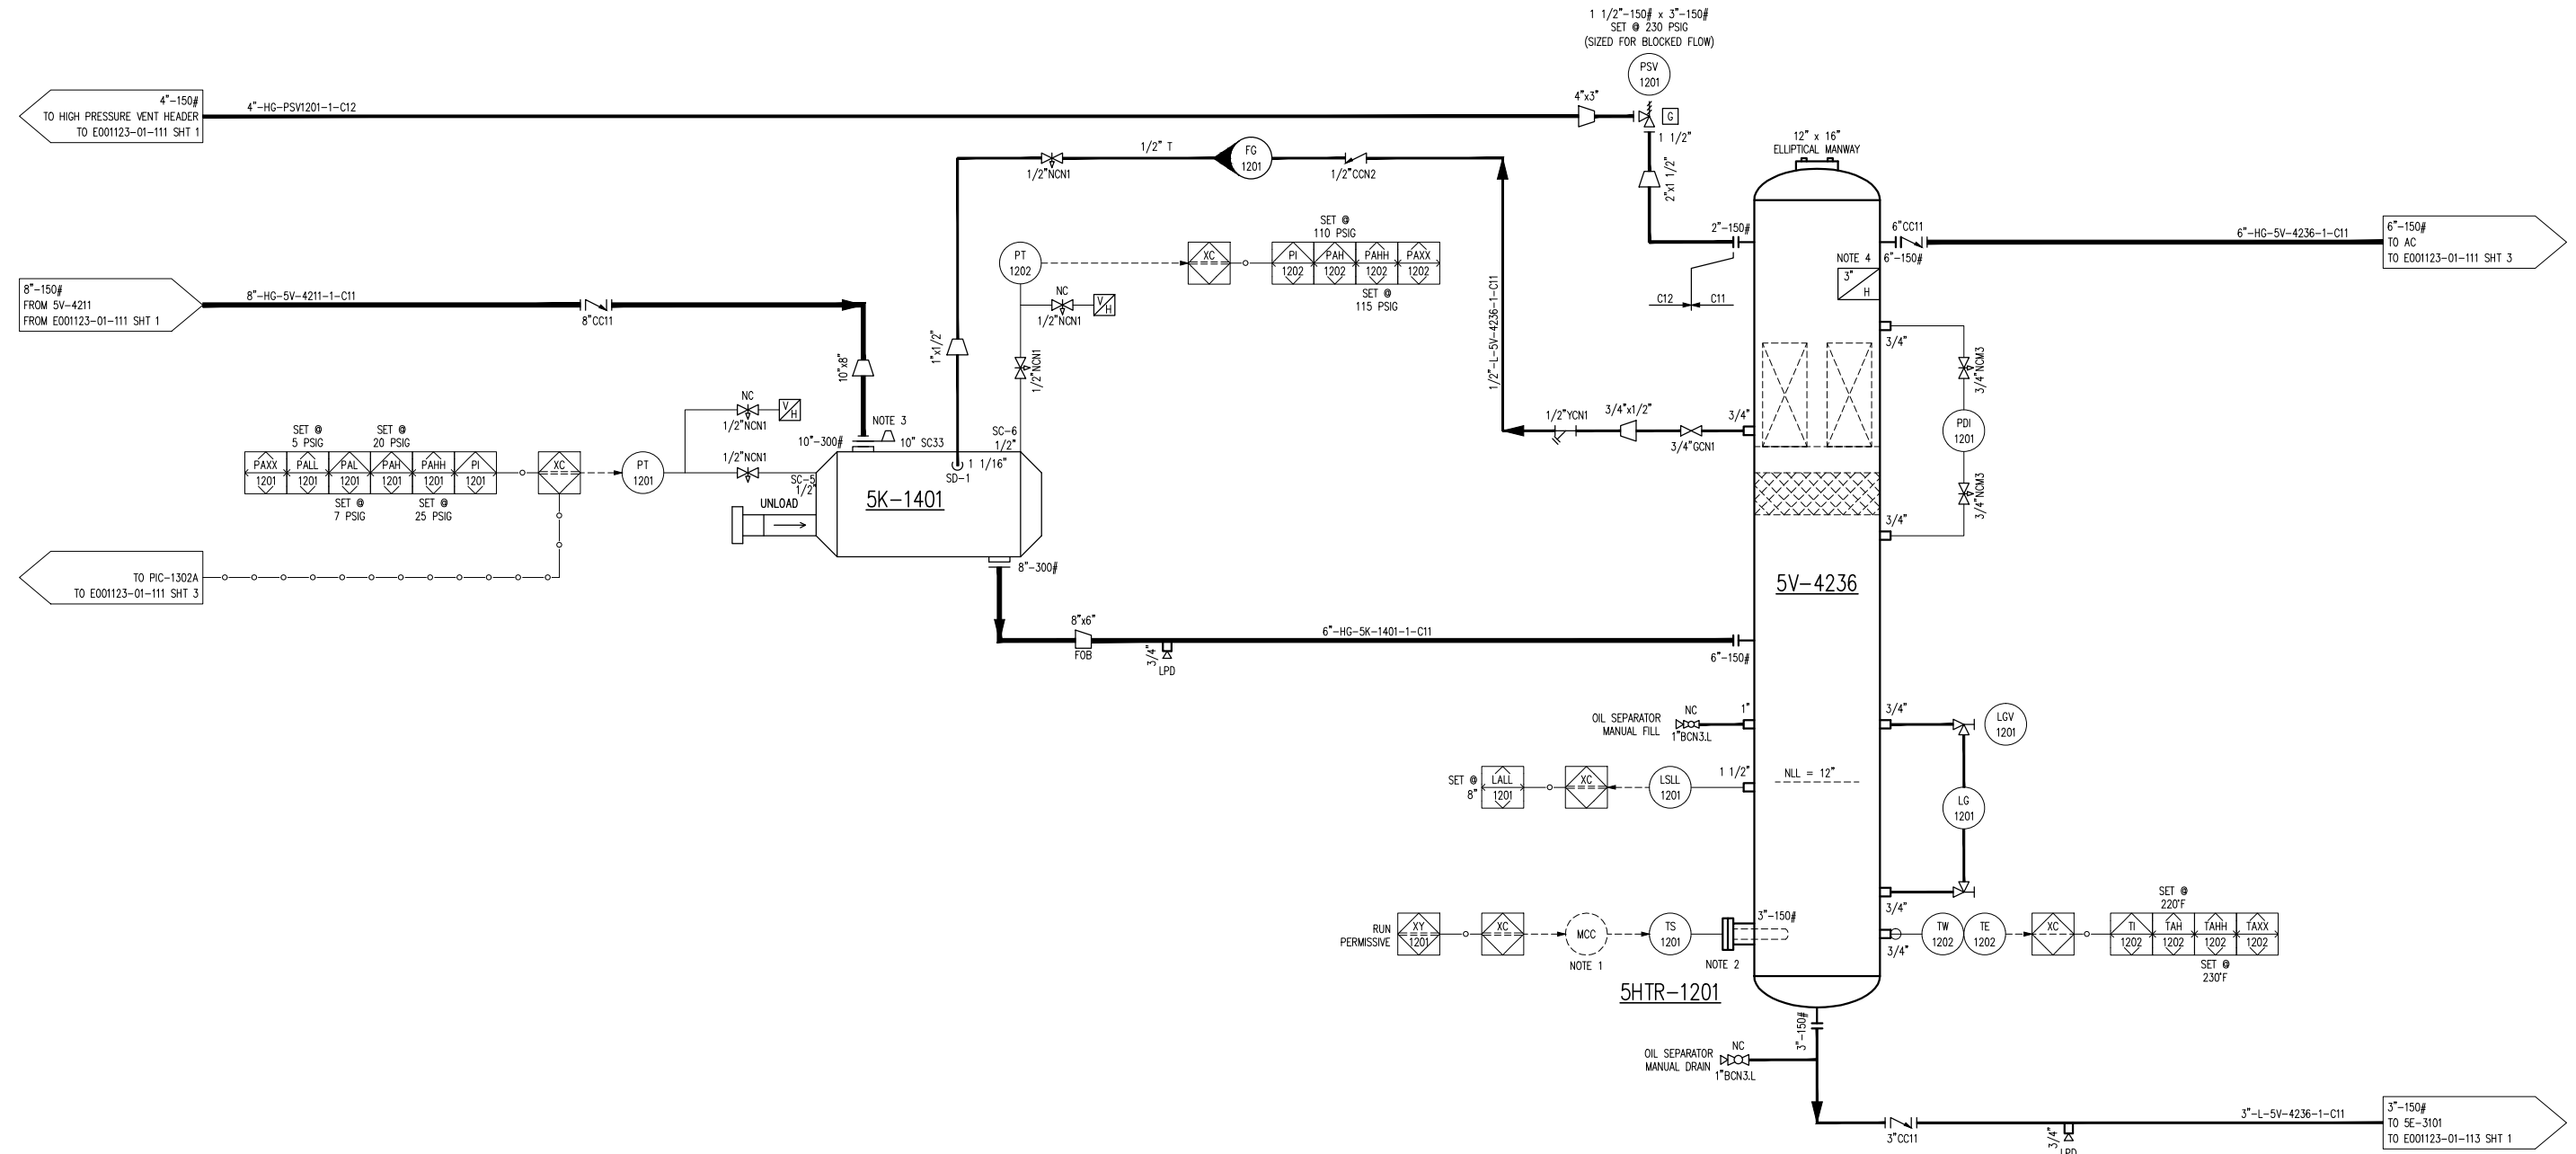 1 1/2"-150# x 3"-150#
SET @ 230 PSIG
(SIZED FOR BLOCKED FLOW)
PSV
1201
4"-150#
TO HIGH PRESSURE VENT HEADER
TO E001123-01-111 SHT 1
4"-HG-PSV1201-1-C12
4"x3"
G
1 1/2"
2"x1 1/2"
1/2"NCN1
1/2" T
FG
1201
1/2"CCN2
12" x 16"
ELLIPTICAL MANWAY
2"-150#
C12
C11
6"CC11
6"-150#
6"-HG-5V-4236-1-C11
6"-150#
TO AC
TO E001123-01-111 SHT 3
NOTE 4
3"
H
8"-150#
FROM 5V-4211
FROM E001123-01-111 SHT 1
8"-HG-5V-4211-1-C11
8"CC11
10"x8"
1"x1/2"
PT
1202
NC
1/2"NCN1
V
H
1/2"NCN1
XC
SET @
110 PSIG
PI
1202
PAH
1202
PAHH
1202
PAXX
1202
SET @
115 PSIG
1/2"-L-5V-4236-1-C11
3/4"
3/4"NCM3
PDI
1201
3/4"NCM3
3/4"
1/2"YCN1
3/4"x1/2"
3/4"GCN1
3/4"
NC
1/2"NCN1
V
H
1/2"NCN1
SET @
5 PSIG
SET @
20 PSIG
PAXX
1201
PALL
1201
PAL
1201
PAH
1201
PAHH
1201
PI
1201
SET @
7 PSIG
SET @
25 PSIG
XC
PT
1201
SC-5
1/2"
UNLOAD
10"-300#
NOTE 3
10" SC33
SC-6
1/2"
1 1/16"
SD-1
5K-1401
8"-300#
TO PIC-1302A
TO E001123-01-111 SHT 3
8"x6"
FOB
3/4"
LPD
6"-HG-5K-1401-1-C11
6"-150#
5V-4236
OIL SEPARATOR
MANUAL FILL
NC
1"BCN3.L
1"
3/4"
LGV
1201
LG
1201
3/4"
SET @
8"
LALL
1201
XC
LSLL
1201
1 1/2"
NLL = 12"
RUN
PERMISSIVE
XY
1201
XC
MCC
NOTE 1
TS
1201
NOTE 2
3"-150#
5HTR-1201
3/4"
TW
1202
TE
1202
XC
SET @
220°F
TI
1202
TAH
1202
TAHH
1202
TAXX
1202
SET @
230°F
3"-150#
OIL SEPARATOR
MANUAL DRAIN
NC
1"BCN3.L
3"CC11
3/4"
LPD
3"-L-5V-4236-1-C11
3"-150#
TO 5E-3101
TO E001123-01-113 SHT 1